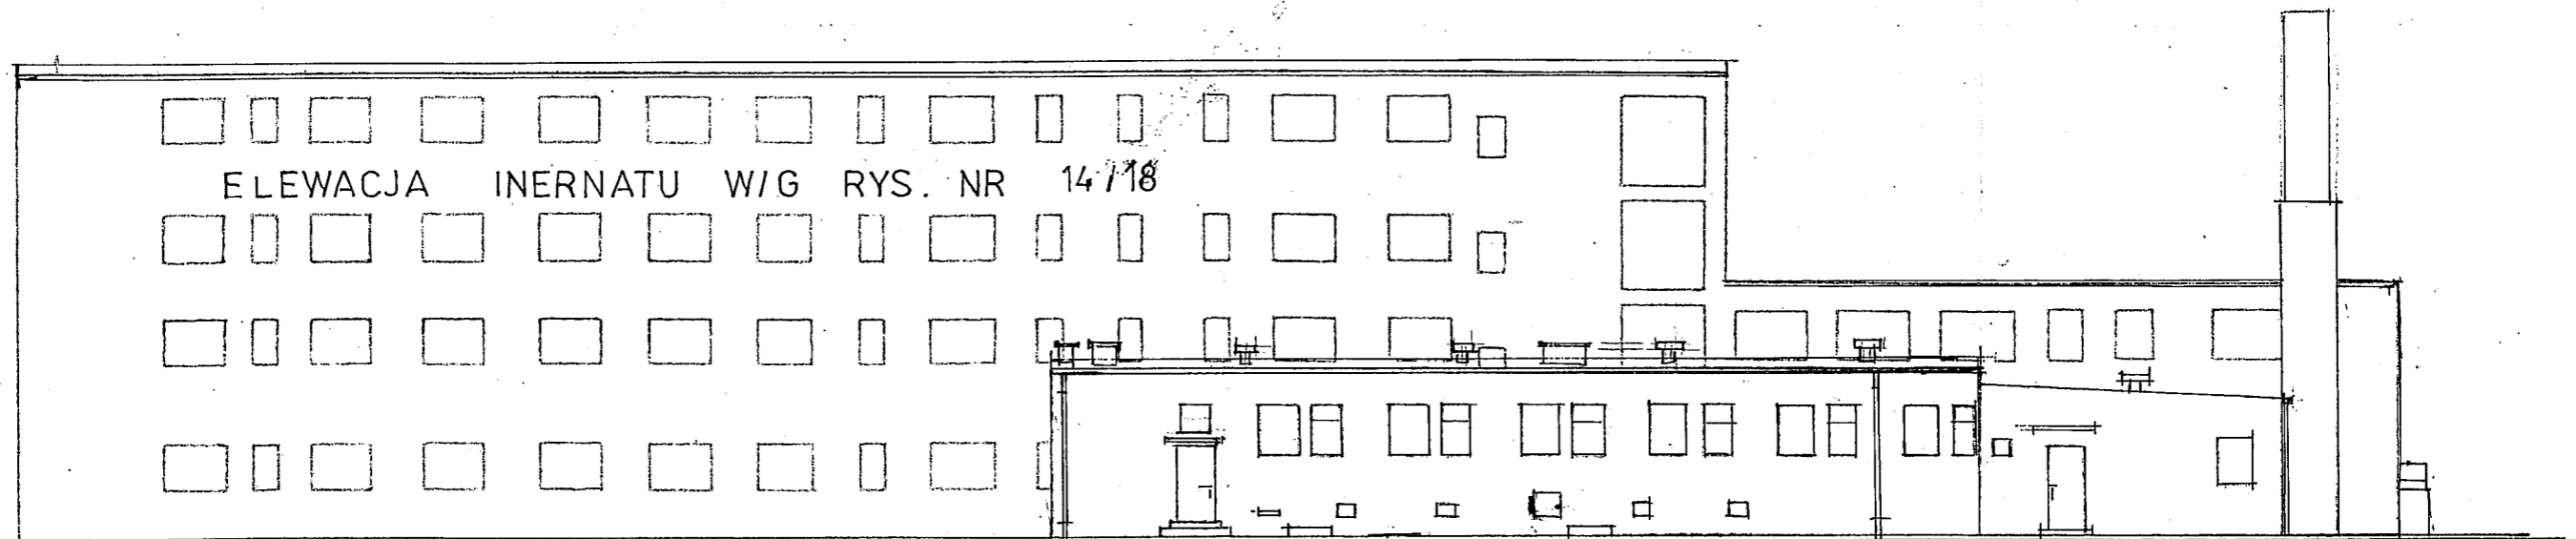 ELEWACJA INERNATU W/G RYS. NR 14/18